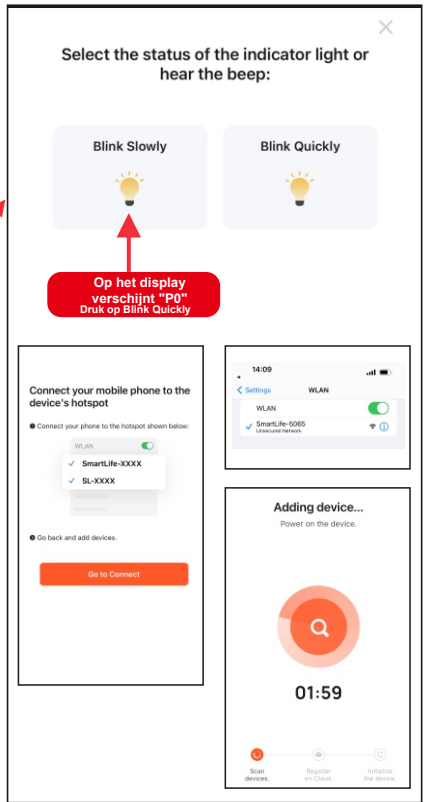 Select the status of the indicator light or
hear the beep:
Blink Slowly
Blink Quickly
Op het display
verschijnt "P0"
Druk op Blink Quickly
Connect your mobile phone to the
device's hotspot
Connect your phone to the hotspot shown below:
WLAN
SmartLife-XXXX
SL-XXXX
Go back and add devices.
Go to Connect
14:09
Settings
WLAN
WLAN
SmartLife-5065
Unsecured Network
Adding device...
Power on the device.
01:59
Scan
devices.
Register
on Cloud.
Initialize
the device.